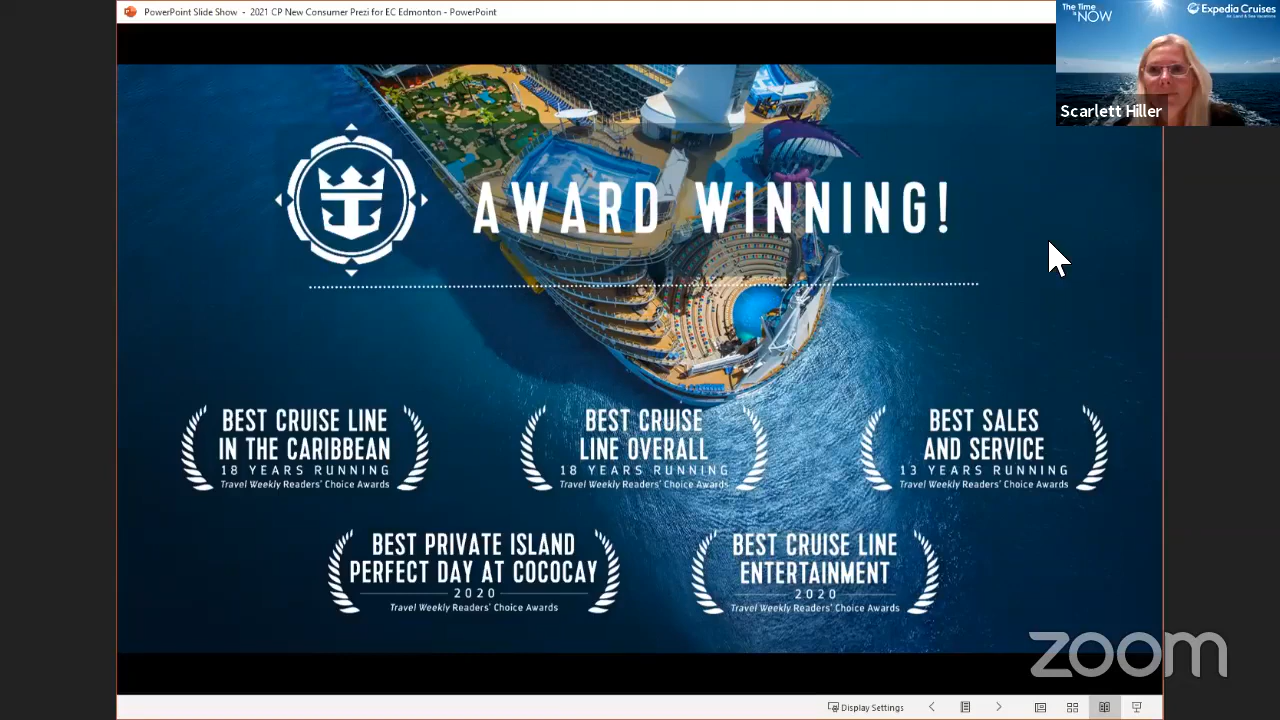 PowerPoint Slide Show - 2021 CP New Consumer Prezi for EC Edmonton - PowerPoint
The Time
is NOW
Expedia Cruises
Air, Land & Sea Vacations
Scarlett Hiller
AWARD WINNING!
BEST CRUISE LINE
IN THE CARIBBEAN
18 YEARS RUNNING
Travel Weekly Readers' Choice Awards
BEST CRUISE
LINE OVERALL
18 YEARS RUNNING
Travel Weekly Readers' Choice Awards
BEST SALES
AND SERVICE
13 YEARS RUNNING
Travel Weekly Readers' Choice Awards
BEST PRIVATE ISLAND
PERFECT DAY AT COCOCAY
2020
Travel Weekly Readers' Choice Awards
BEST CRUISE LINE
ENTERTAINMENT
2020
Travel Weekly Readers' Choice Awards
zoom
Display Settings